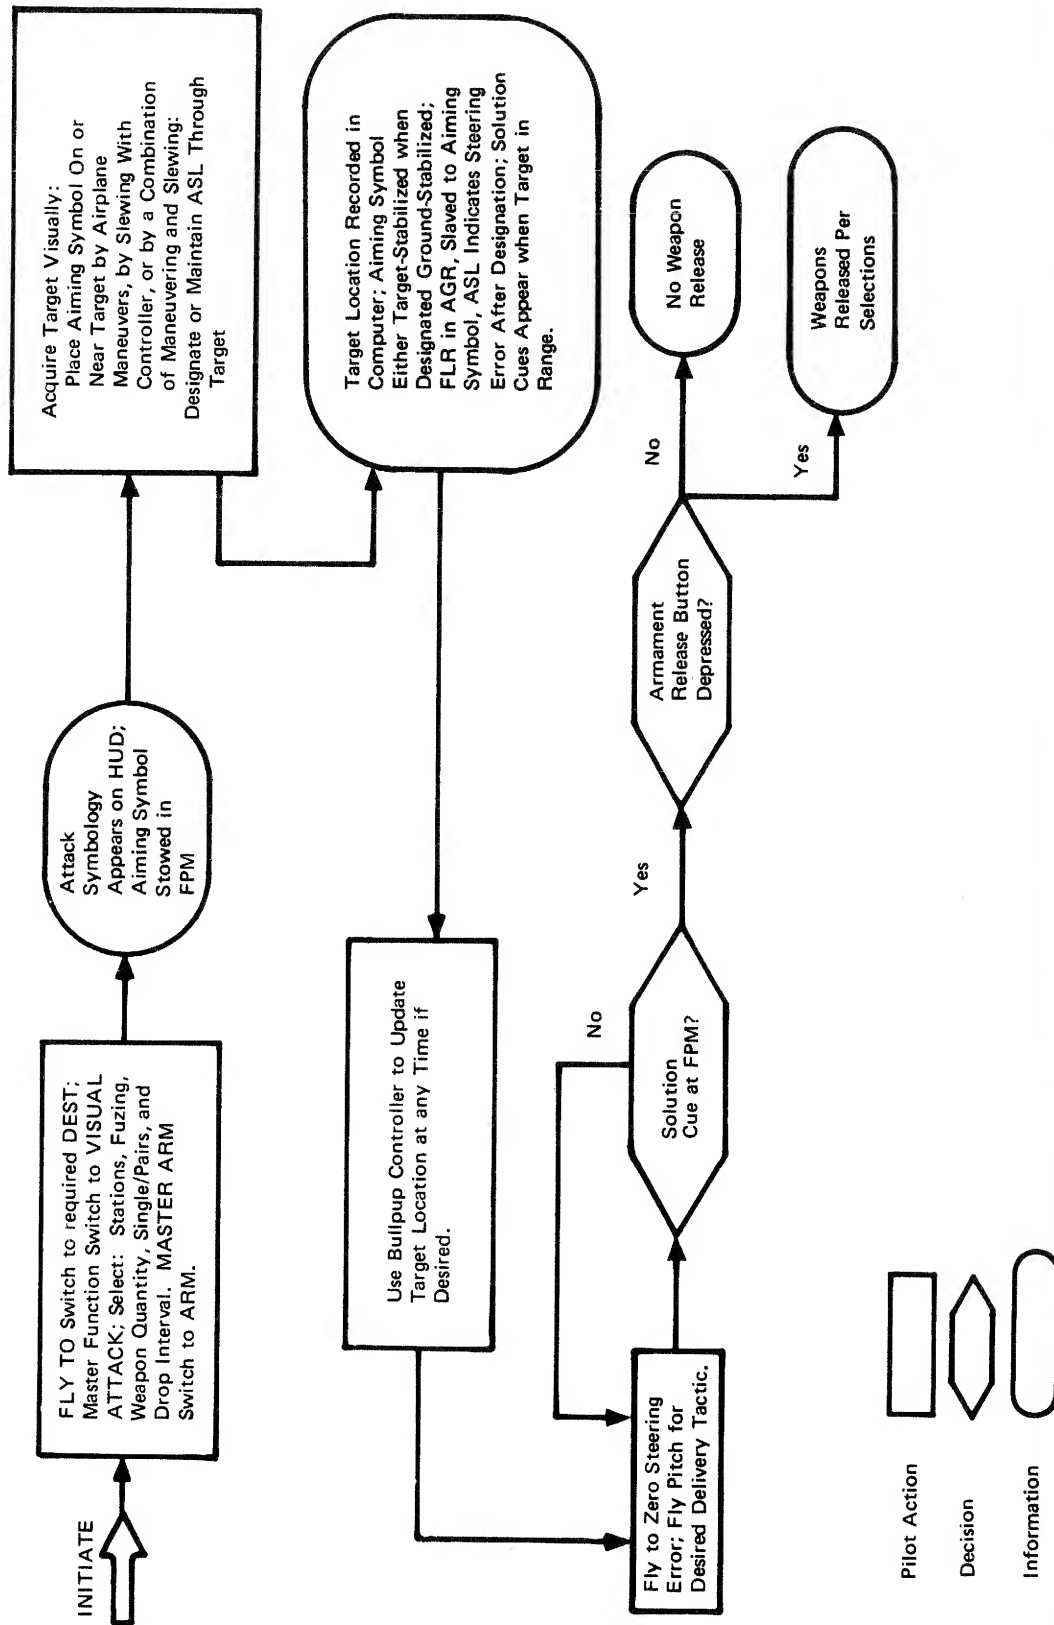 INITIATE
FLY TO Switch to required DEST;
Master Function Switch to VISUAL
ATTACK; Select: Stations, Fuzing,
Weapon Quantity, Single/Pairs, and
Drop Interval. MASTER ARM
Switch to ARM.
Attack
Symbology
Appears on HUD;
Aiming Symbol
Stowed in
FPM
Acquire Target Visually:
Place Aiming Symbol On or
Near Target by Airplane
Maneuvers, by Slewing With
Controller, or by a Combination
of Maneuvering and Slewing:
Designate or Maintain ASL Through
Target
Target Location Recorded in
Computer; Aiming Symbol
Either Target-Stabilized when
Designated Ground-Stabilized;
FLR in AGR, Slaved to Aiming
Symbol, ASL Indicates Steering
Error After Designation; Solution
Cues Appear when Target in
Range.
Use Bullpup Controller to Update
Target Location at any Time if
Desired.
Fly to Zero Steering
Error; Fly Pitch for
Desired Delivery Tactic.
Solution
Cue at FPM?
No
Yes
Armament
Release Button
Depressed?
No
No Weapon
Release
Yes
Weapons
Released Per
Selections
Pilot Action
Decision
Information